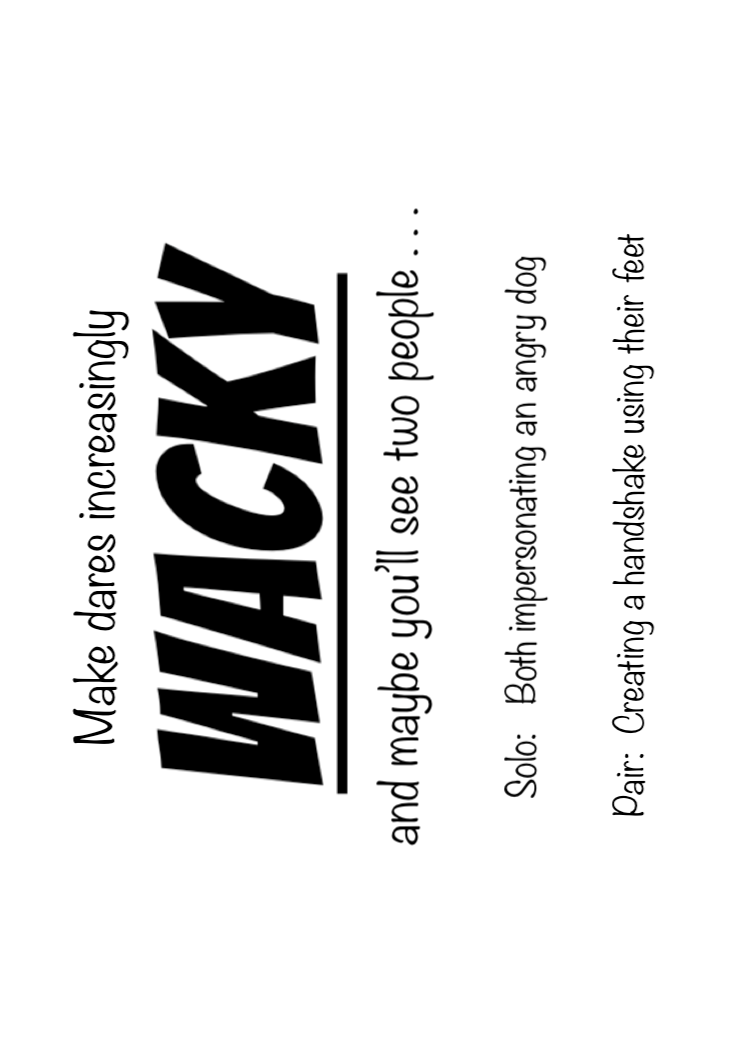 Make dares increasingly
WACKY
and maybe you'll see two people . . .
Solo: Both impersonating an angry dog
Pair: Creating a handshake using their feet